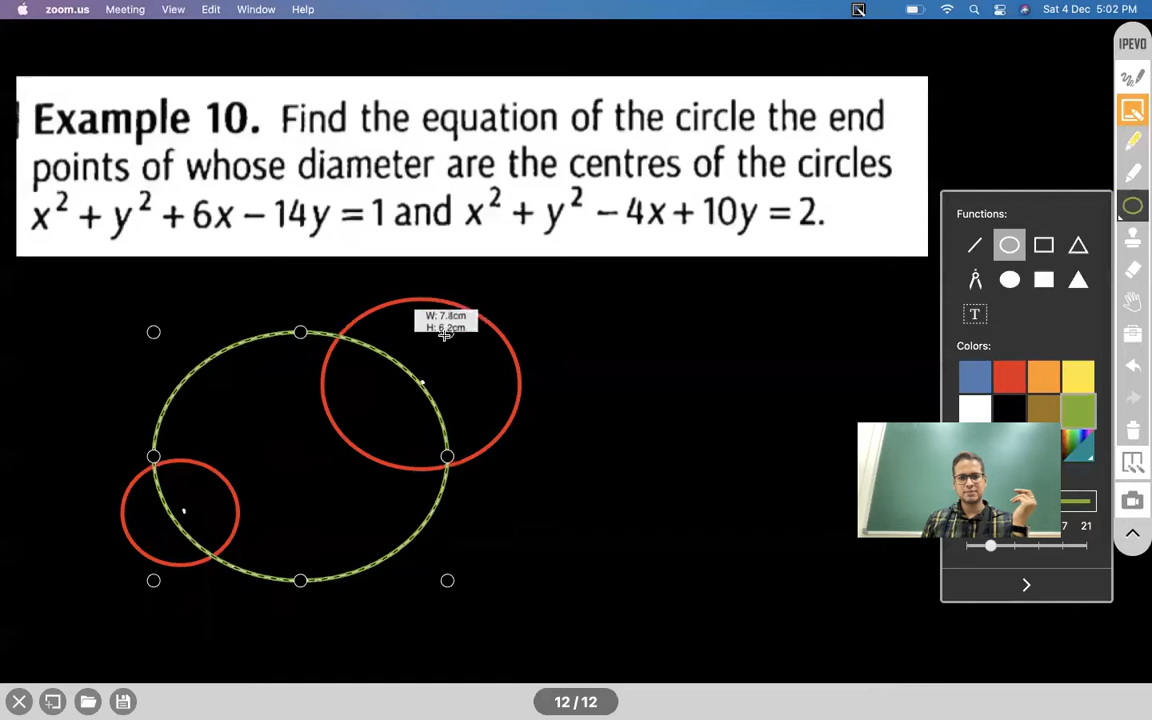 zoom.us Meeting View Edit Window Help Sat 4 Dec 5:02 PM
IPEVO
Example 10. Find the equation of the circle the end
points of whose diameter are the centres of the circles
x² + y² + 6x − 14y = 1 and x² + y² − 4x + 10y = 2.
Functions:
T
Colors:
W: 7.8cm
H: 6.2cm
7 21
12 / 12